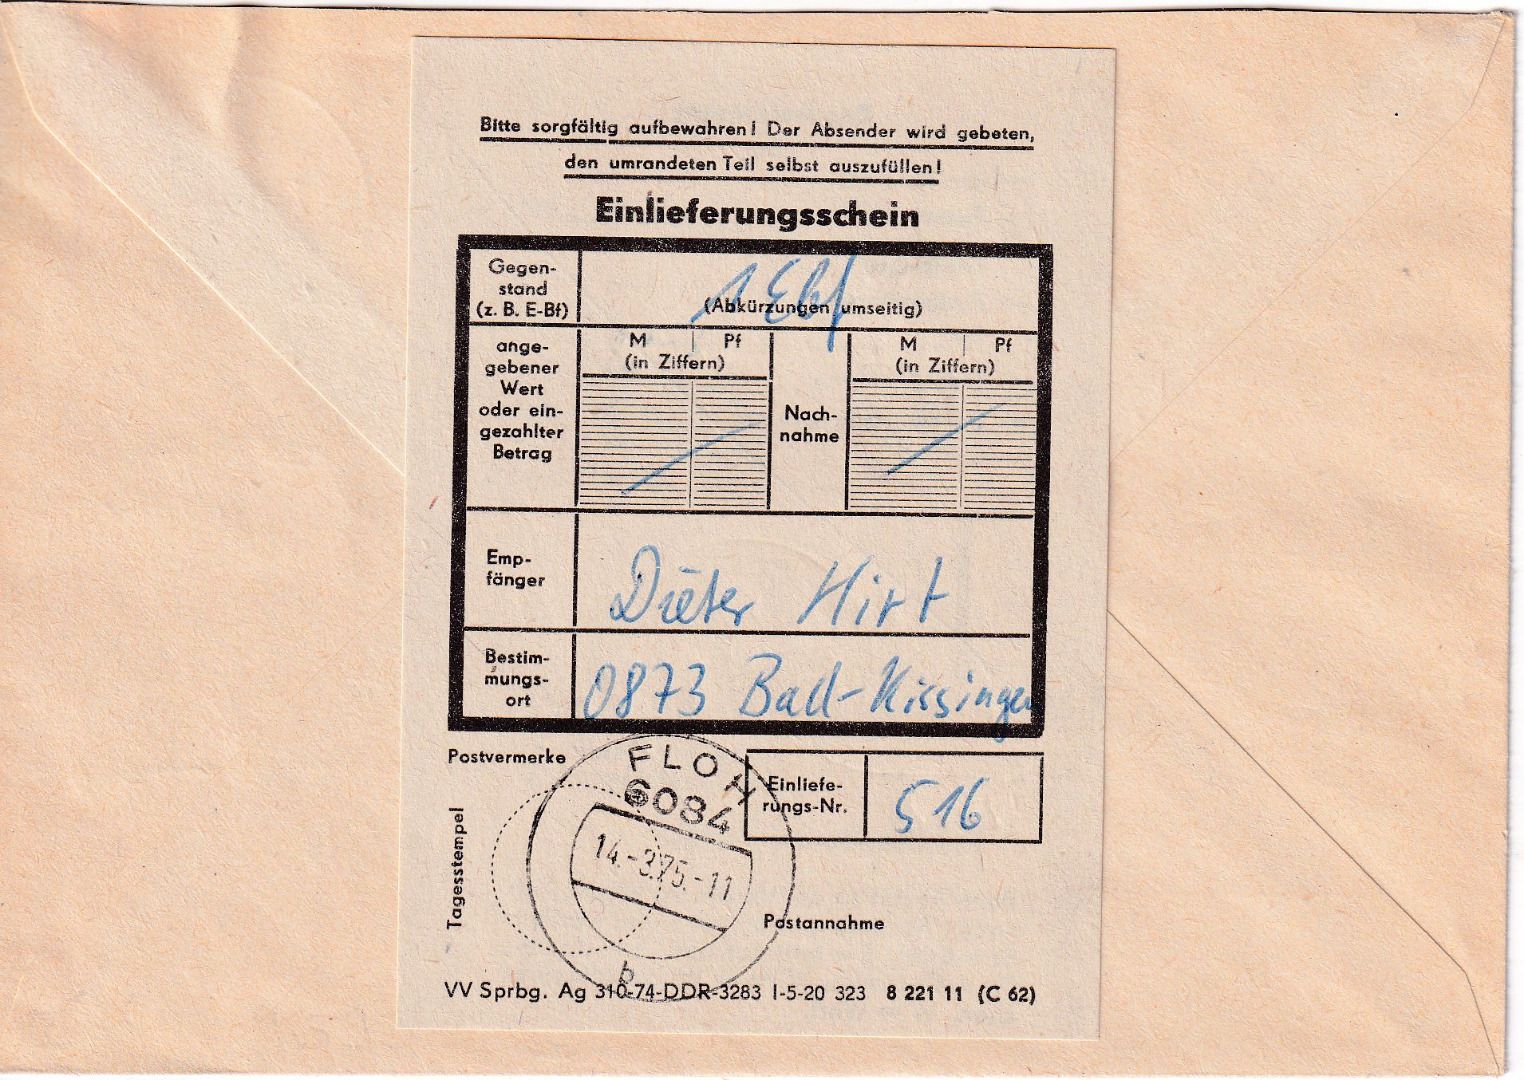 Bitte sorgfältig aufbewahren! Der Absender wird gebeten,
den umrandeten Teil selbst auszufüllen!
Einlieferungsschein
Gegen-
stand
(z. B. E-Bf)
1 Ebf
(Abkürzungen umseitig)
ange-
gebener
Wert
oder ein-
gezahlter
Betrag
M Pf
(in Ziffern)
Nach-
nahme
M Pf
(in Ziffern)
Emp-
fänger
Dieter Hirt
Bestim-
mungs-
ort
0873 Bad-Kissingen
Postvermerke
FLOH
6084
14.-3.75.-11
b
Einliefe-
rungs-Nr.
516
Tagesstempel
Postannahme
VV Sprbg. Ag 310-74-DDR-3283 I-5-20 323 8 221 11 (C 62)